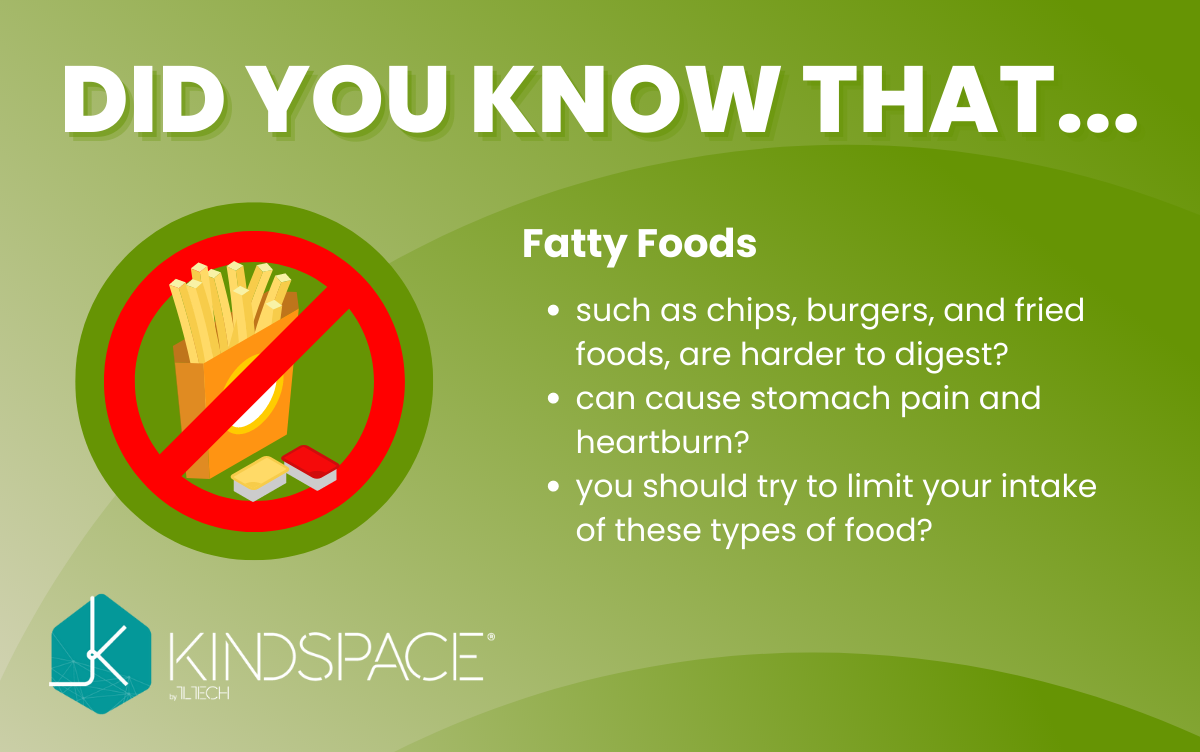 DID YOU KNOW THAT...
Fatty Foods
• such as chips, burgers, and fried
foods, are harder to digest?
• can cause stomach pain and
heartburn?
• you should try to limit your intake
of these types of food?
KINDSPACE®
by TLTECH